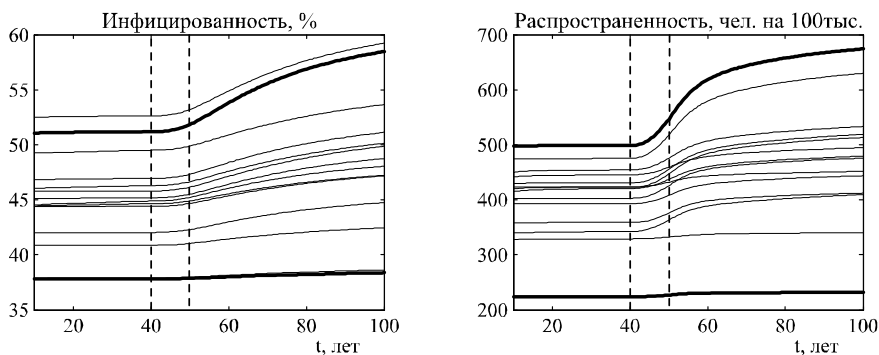 Инфицированность, %
60
55
50
45
40
35
20 40 60 80 100
t, лет
Распространенность, чел. на 100тыс.
700
600
500
400
300
200
20 40 60 80 100
t, лет